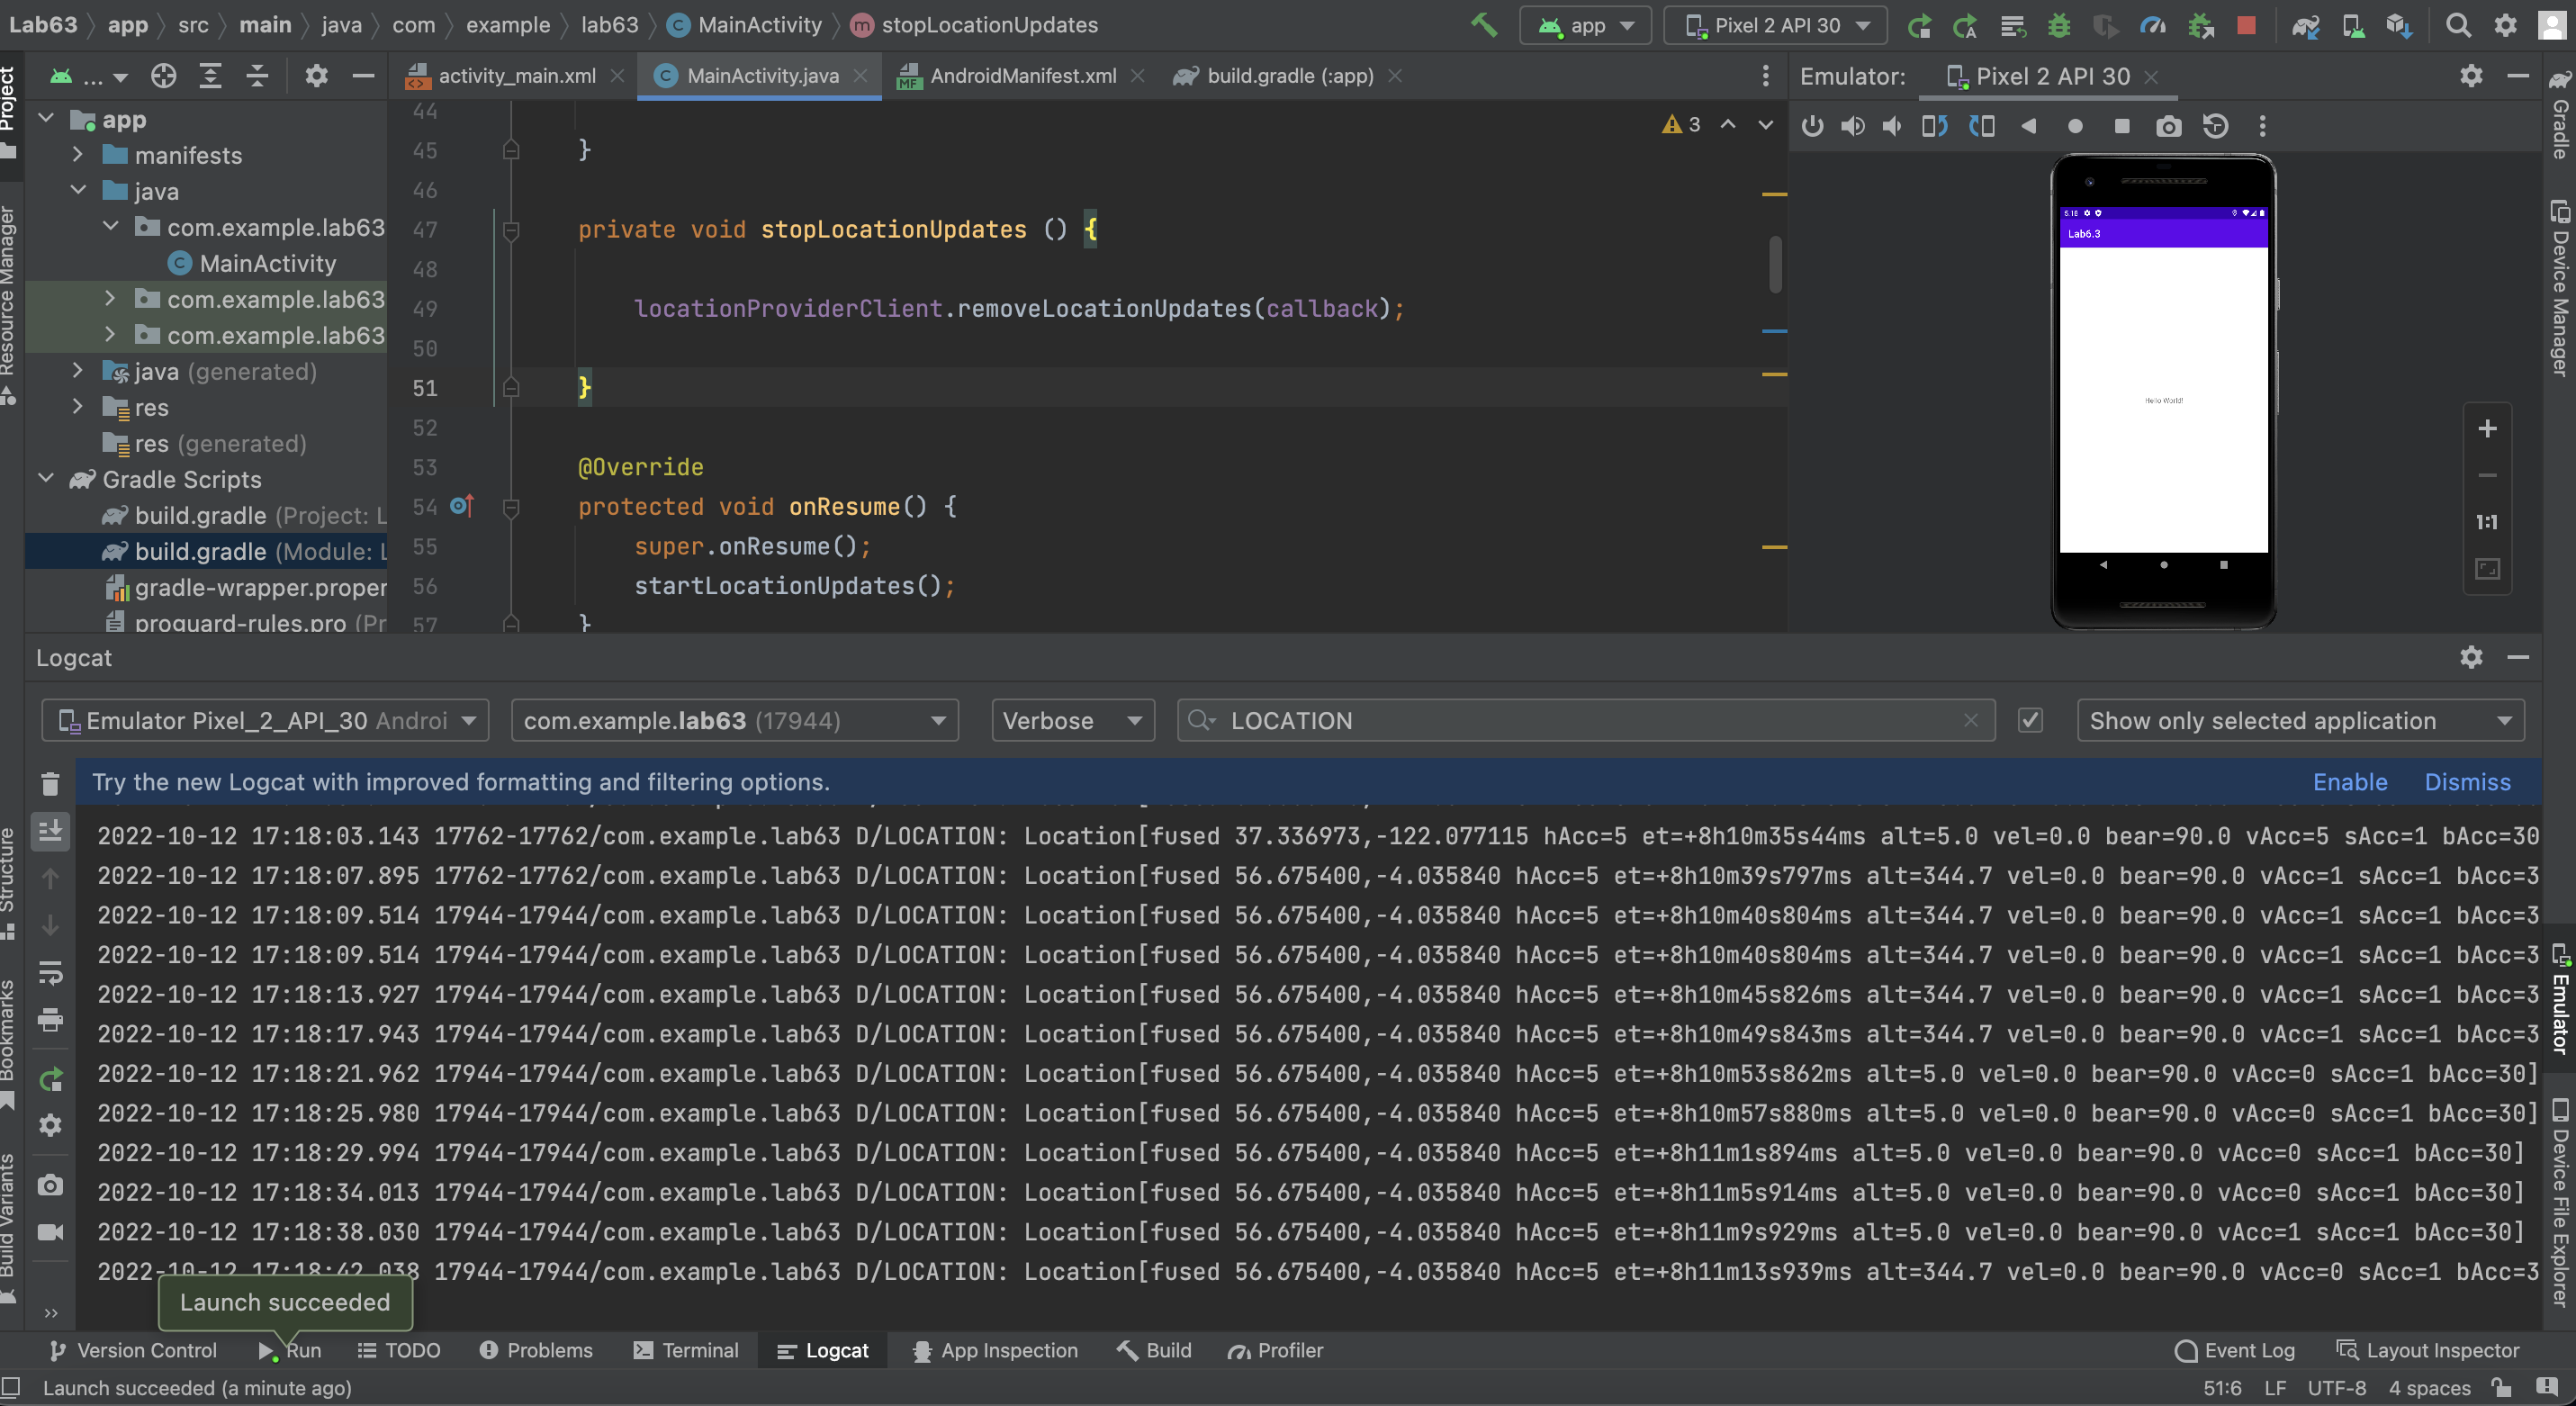 Lab63 app src main java com example lab63 MainActivity stopLocationUpdates app Pixel 2 API 30
... activity_main.xml MainActivity.java AndroidManifest.xml build.gradle (:app) Emulator: Pixel 2 API 30
Project
Resource Manager
Structure
Bookmarks
Build Variants
app
manifests
java
com.example.lab63
MainActivity
com.example.lab63
com.example.lab63
java (generated)
res
res (generated)
Gradle Scripts
build.gradle (Project: L
build.gradle (Module: L
gradle-wrapper.proper
proguard-rules.pro (Pr
3
44
45 }
46
47 private void stopLocationUpdates () {
48
49 locationProviderClient.removeLocationUpdates(callback);
50
51 }
52
53 @Override
54 protected void onResume() {
55 super.onResume();
56 startLocationUpdates();
57 }
5:18
Lab6.3
Hello World!
1:1
Gradle
Device Manager
Emulator
Device File Explorer
Logcat
Emulator Pixel_2_API_30 Androi com.example.lab63 (17944) Verbose LOCATION Show only selected application
Try the new Logcat with improved formatting and filtering options. Enable Dismiss
2022-10-12 17:18:03.143 17762-17762/com.example.lab63 D/LOCATION: Location[fused 37.336973,-122.077115 hAcc=5 et=+8h10m35s44ms alt=5.0 vel=0.0 bear=90.0 vAcc=5 sAcc=1 bAcc=30
2022-10-12 17:18:07.895 17762-17762/com.example.lab63 D/LOCATION: Location[fused 56.675400,-4.035840 hAcc=5 et=+8h10m39s797ms alt=344.7 vel=0.0 bear=90.0 vAcc=1 sAcc=1 bAcc=3
2022-10-12 17:18:09.514 17944-17944/com.example.lab63 D/LOCATION: Location[fused 56.675400,-4.035840 hAcc=5 et=+8h10m40s804ms alt=344.7 vel=0.0 bear=90.0 vAcc=1 sAcc=1 bAcc=3
2022-10-12 17:18:09.514 17944-17944/com.example.lab63 D/LOCATION: Location[fused 56.675400,-4.035840 hAcc=5 et=+8h10m40s804ms alt=344.7 vel=0.0 bear=90.0 vAcc=1 sAcc=1 bAcc=3
2022-10-12 17:18:13.927 17944-17944/com.example.lab63 D/LOCATION: Location[fused 56.675400,-4.035840 hAcc=5 et=+8h10m45s826ms alt=344.7 vel=0.0 bear=90.0 vAcc=1 sAcc=1 bAcc=3
2022-10-12 17:18:17.943 17944-17944/com.example.lab63 D/LOCATION: Location[fused 56.675400,-4.035840 hAcc=5 et=+8h10m49s843ms alt=344.7 vel=0.0 bear=90.0 vAcc=1 sAcc=1 bAcc=3
2022-10-12 17:18:21.962 17944-17944/com.example.lab63 D/LOCATION: Location[fused 56.675400,-4.035840 hAcc=5 et=+8h10m53s862ms alt=5.0 vel=0.0 bear=90.0 vAcc=0 sAcc=1 bAcc=30]
2022-10-12 17:18:25.980 17944-17944/com.example.lab63 D/LOCATION: Location[fused 56.675400,-4.035840 hAcc=5 et=+8h10m57s880ms alt=5.0 vel=0.0 bear=90.0 vAcc=0 sAcc=1 bAcc=30]
2022-10-12 17:18:29.994 17944-17944/com.example.lab63 D/LOCATION: Location[fused 56.675400,-4.035840 hAcc=5 et=+8h11m1s894ms alt=5.0 vel=0.0 bear=90.0 vAcc=0 sAcc=1 bAcc=30]
2022-10-12 17:18:34.013 17944-17944/com.example.lab63 D/LOCATION: Location[fused 56.675400,-4.035840 hAcc=5 et=+8h11m5s914ms alt=5.0 vel=0.0 bear=90.0 vAcc=0 sAcc=1 bAcc=30]
2022-10-12 17:18:38.030 17944-17944/com.example.lab63 D/LOCATION: Location[fused 56.675400,-4.035840 hAcc=5 et=+8h11m9s929ms alt=5.0 vel=0.0 bear=90.0 vAcc=1 sAcc=1 bAcc=30]
2022-10-12 17:18:42.038 17944-17944/com.example.lab63 D/LOCATION: Location[fused 56.675400,-4.035840 hAcc=5 et=+8h11m13s939ms alt=344.7 vel=0.0 bear=90.0 vAcc=0 sAcc=1 bAcc=3
Launch succeeded
Version Control Run TODO Problems Terminal Logcat App Inspection Build Profiler Event Log Layout Inspector
Launch succeeded (a minute ago) 51:6 LF UTF-8 4 spaces